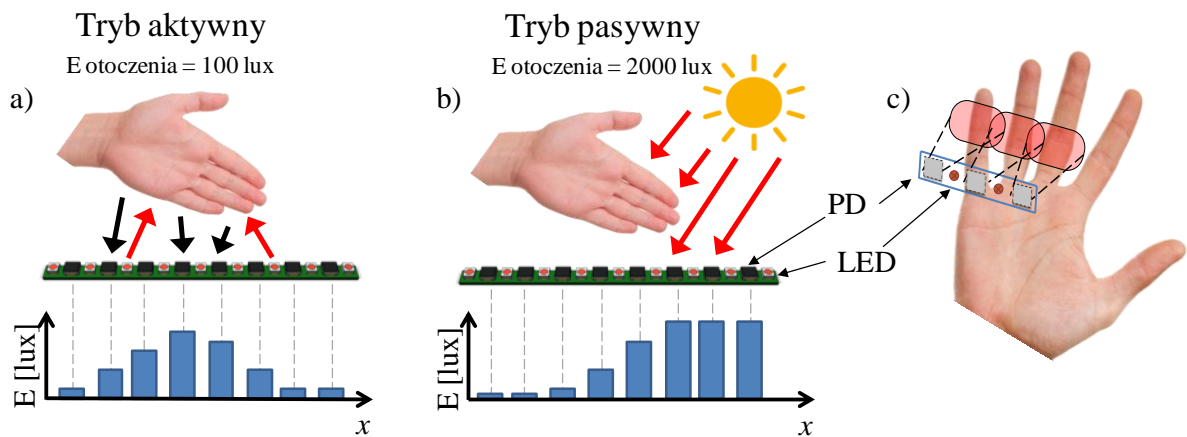 Tryb aktywny
E otoczenia = 100 lux
a)
E [lux]
x
Tryb pasywny
E otoczenia = 2000 lux
b)
E [lux]
x
c)
PD
LED